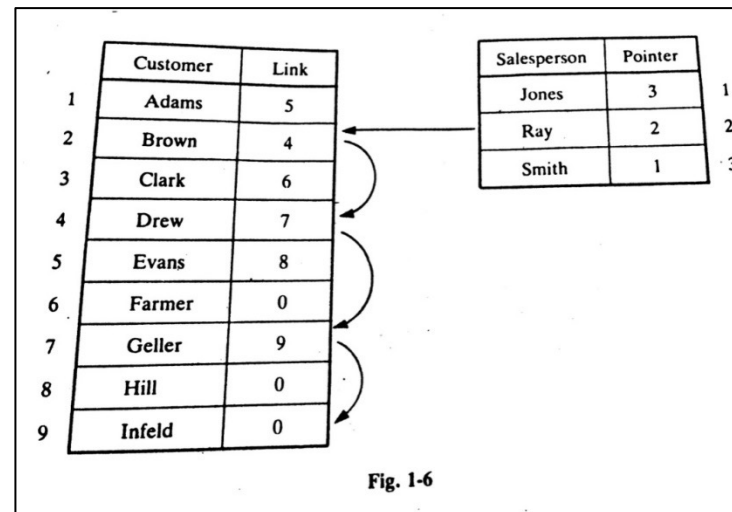 Customer Link
1 Adams 5
2 Brown 4
3 Clark 6
4 Drew 7
5 Evans 8
6 Farmer 0
7 Geller 9
8 Hill 0
9 Infeld 0
Salesperson Pointer
Jones 3 1
Ray 2 2
Smith 1 3
Fig. 1-6